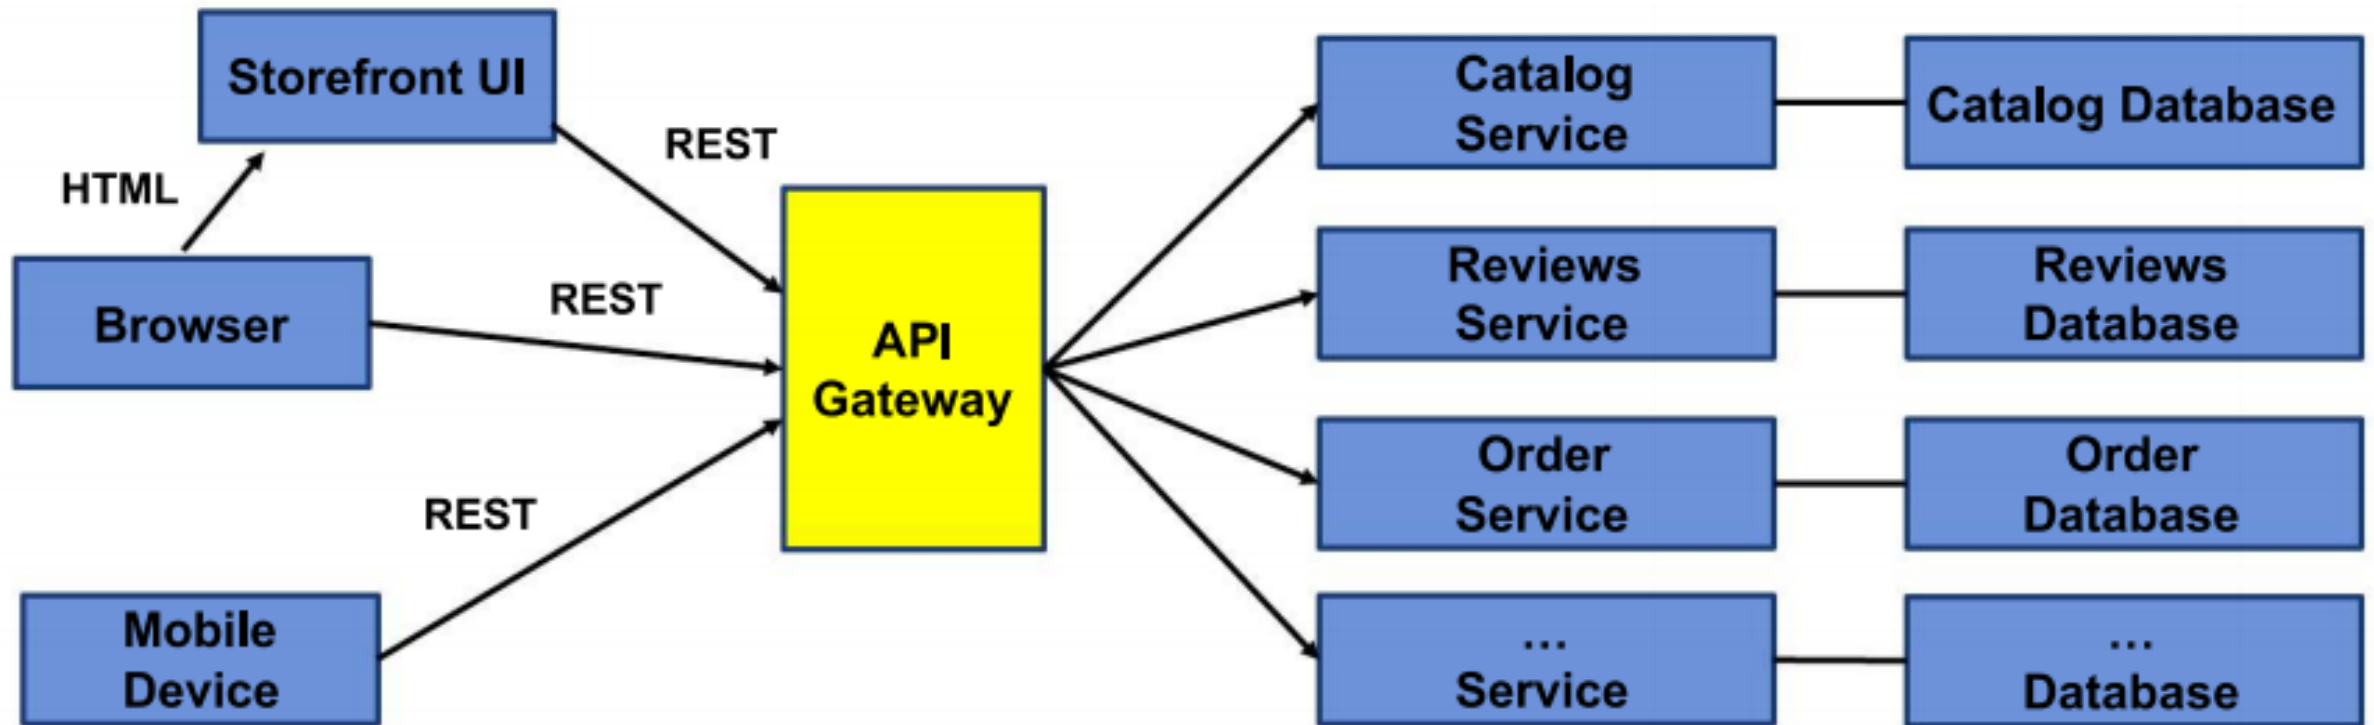 Storefront UI
HTML
REST
Browser
REST
Mobile
Device
REST
API
Gateway
Catalog
Service
Catalog Database
Reviews
Service
Reviews
Database
Order
Service
Order
Database
...
Service
...
Database